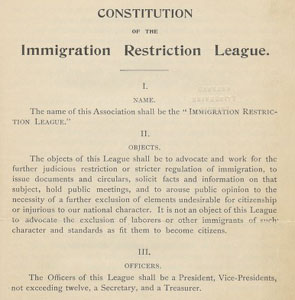 CONSTITUTION
OF THE
Immigration Restriction League.
I.
NAME.
The name of this Association shall be the "IMMIGRATION RESTRIC-
TION LEAGUE."
II.
OBJECTS.
The objects of this League shall be to advocate and work for the
further judicious restriction or stricter regulation of immigration, to
issue documents and circulars, solicit facts and information on that
subject, hold public meetings, and to arouse public opinion to the
necessity of a further exclusion of elements undesirable for citizenship
or injurious to our national character. It is not an object of this League
to advocate the exclusion of laborers or other immigrants of such
character and standards as fit them to become citizens.
III.
OFFICERS.
The Officers of this League shall be a President, Vice-Presidents,
not exceeding twelve, a Secretary, and a Treasurer.